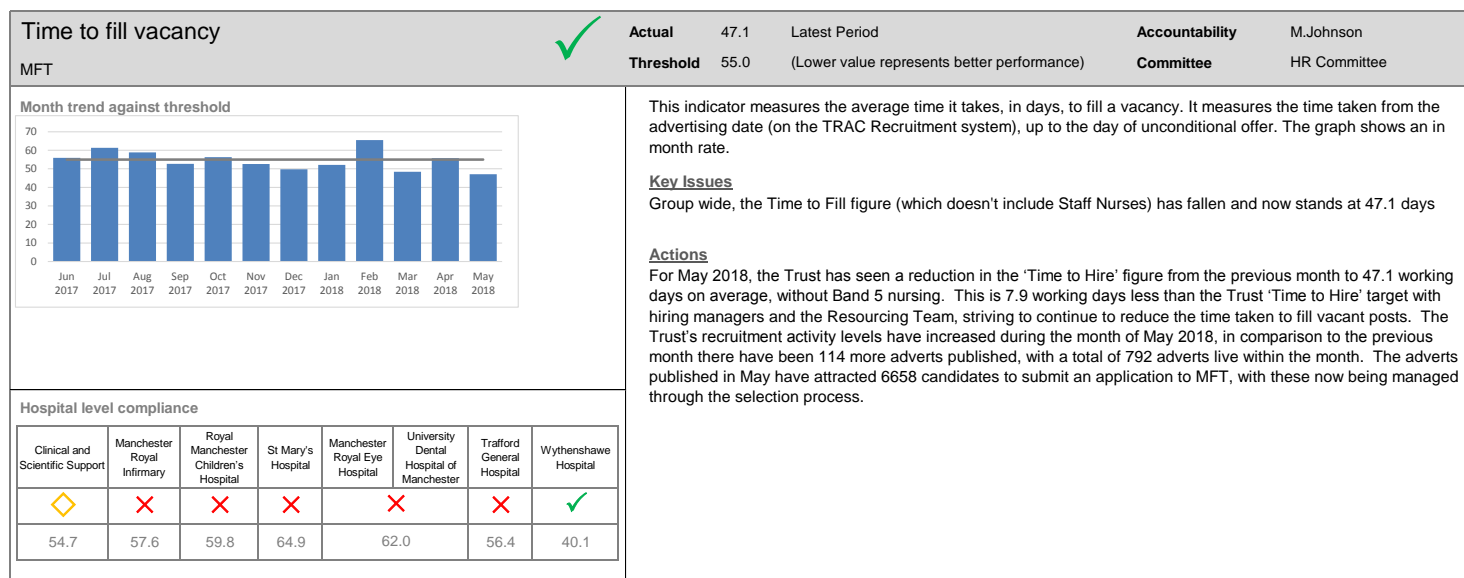 Time to fill vacancy
MFT
Actual 47.1 Latest Period
Threshold 55.0 (Lower value represents better performance)
Accountability M.Johnson
Committee HR Committee
Month trend against threshold
70
60
50
40
30
20
10
0
Jun Jul Aug Sep Oct Nov Dec Jan Feb Mar Apr May
2017 2017 2017 2017 2017 2017 2017 2018 2018 2018 2018 2018
This indicator measures the average time it takes, in days, to fill a vacancy. It measures the time taken from the
advertising date (on the TRAC Recruitment system), up to the day of unconditional offer. The graph shows an in
month rate.
Key Issues
Group wide, the Time to Fill figure (which doesn't include Staff Nurses) has fallen and now stands at 47.1 days
Actions
For May 2018, the Trust has seen a reduction in the ‘Time to Hire’ figure from the previous month to 47.1 working
days on average, without Band 5 nursing. This is 7.9 working days less than the Trust ‘Time to Hire’ target with
hiring managers and the Resourcing Team, striving to continue to reduce the time taken to fill vacant posts. The
Trust’s recruitment activity levels have increased during the month of May 2018, in comparison to the previous
month there have been 114 more adverts published, with a total of 792 adverts live within the month. The adverts
published in May have attracted 6658 candidates to submit an application to MFT, with these now being managed
through the selection process.
Hospital level compliance
Clinical and
Scientific Support
Manchester
Royal
Infirmary
Royal
Manchester
Children's
Hospital
St Mary's
Hospital
Manchester
Royal Eye
Hospital
University
Dental
Hospital of
Manchester
Trafford
General
Hospital
Wythenshawe
Hospital
54.7 57.6 59.8 64.9 62.0 56.4 40.1